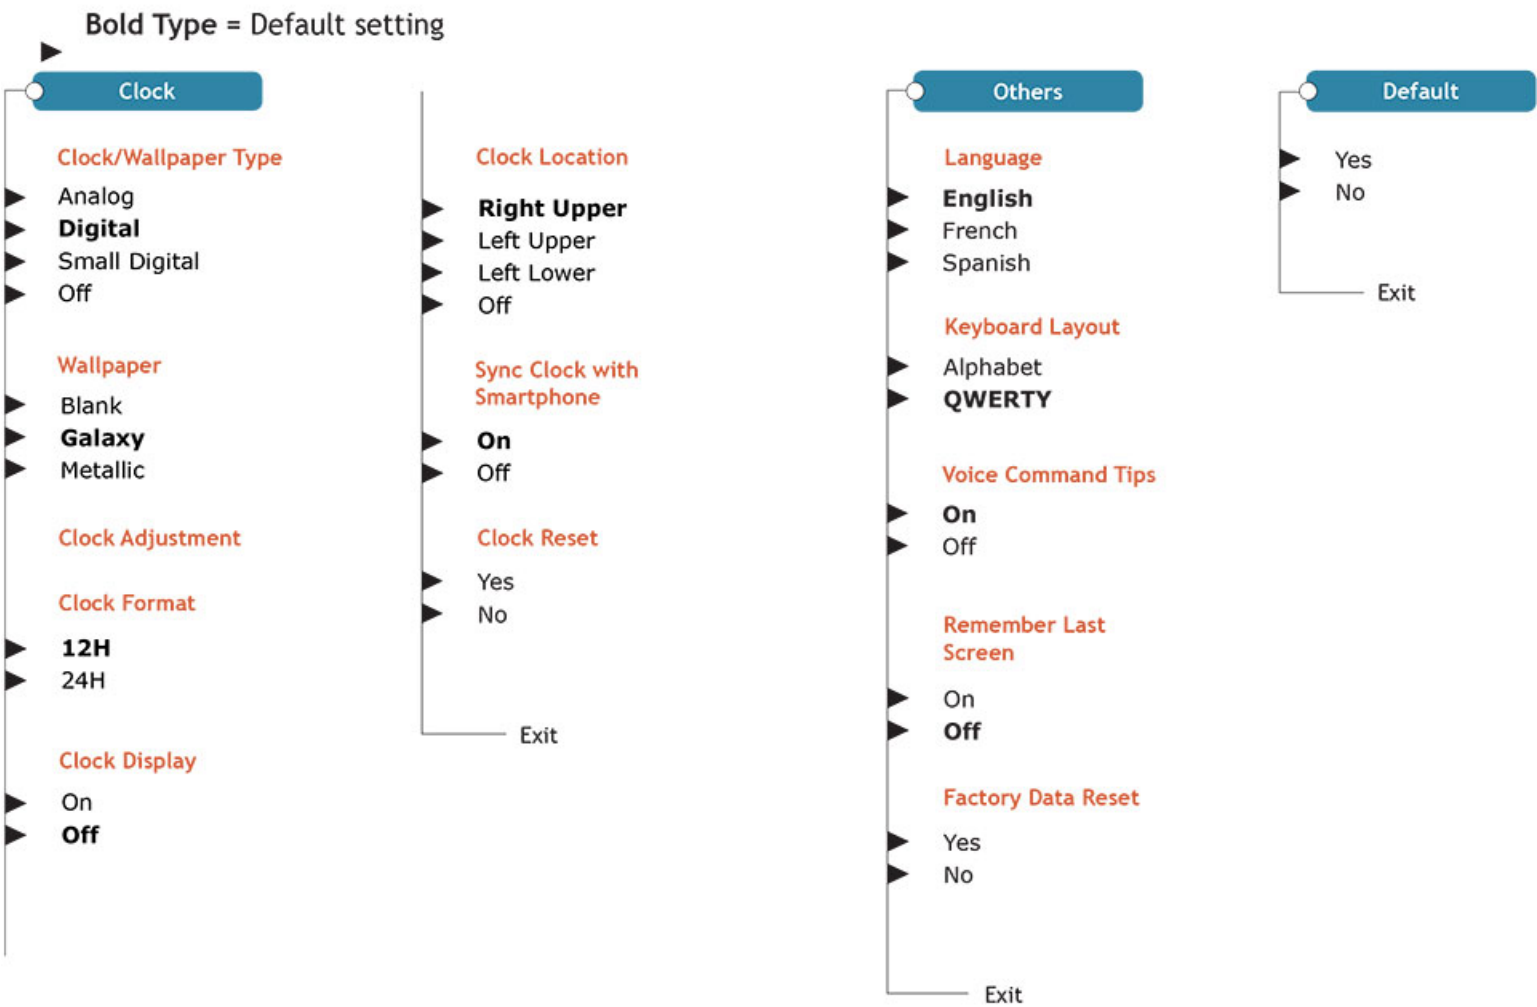 Bold Type = Default setting
Clock
Clock/Wallpaper Type
Analog
Digital
Small Digital
Off
Wallpaper
Blank
Galaxy
Metallic
Clock Adjustment
Clock Format
12H
24H
Clock Display
On
Off
Clock Location
Right Upper
Left Upper
Left Lower
Off
Sync Clock with
Smartphone
On
Off
Clock Reset
Yes
No
Exit
Others
Language
English
French
Spanish
Keyboard Layout
Alphabet
QWERTY
Voice Command Tips
On
Off
Remember Last
Screen
On
Off
Factory Data Reset
Yes
No
Exit
Default
Yes
No
Exit